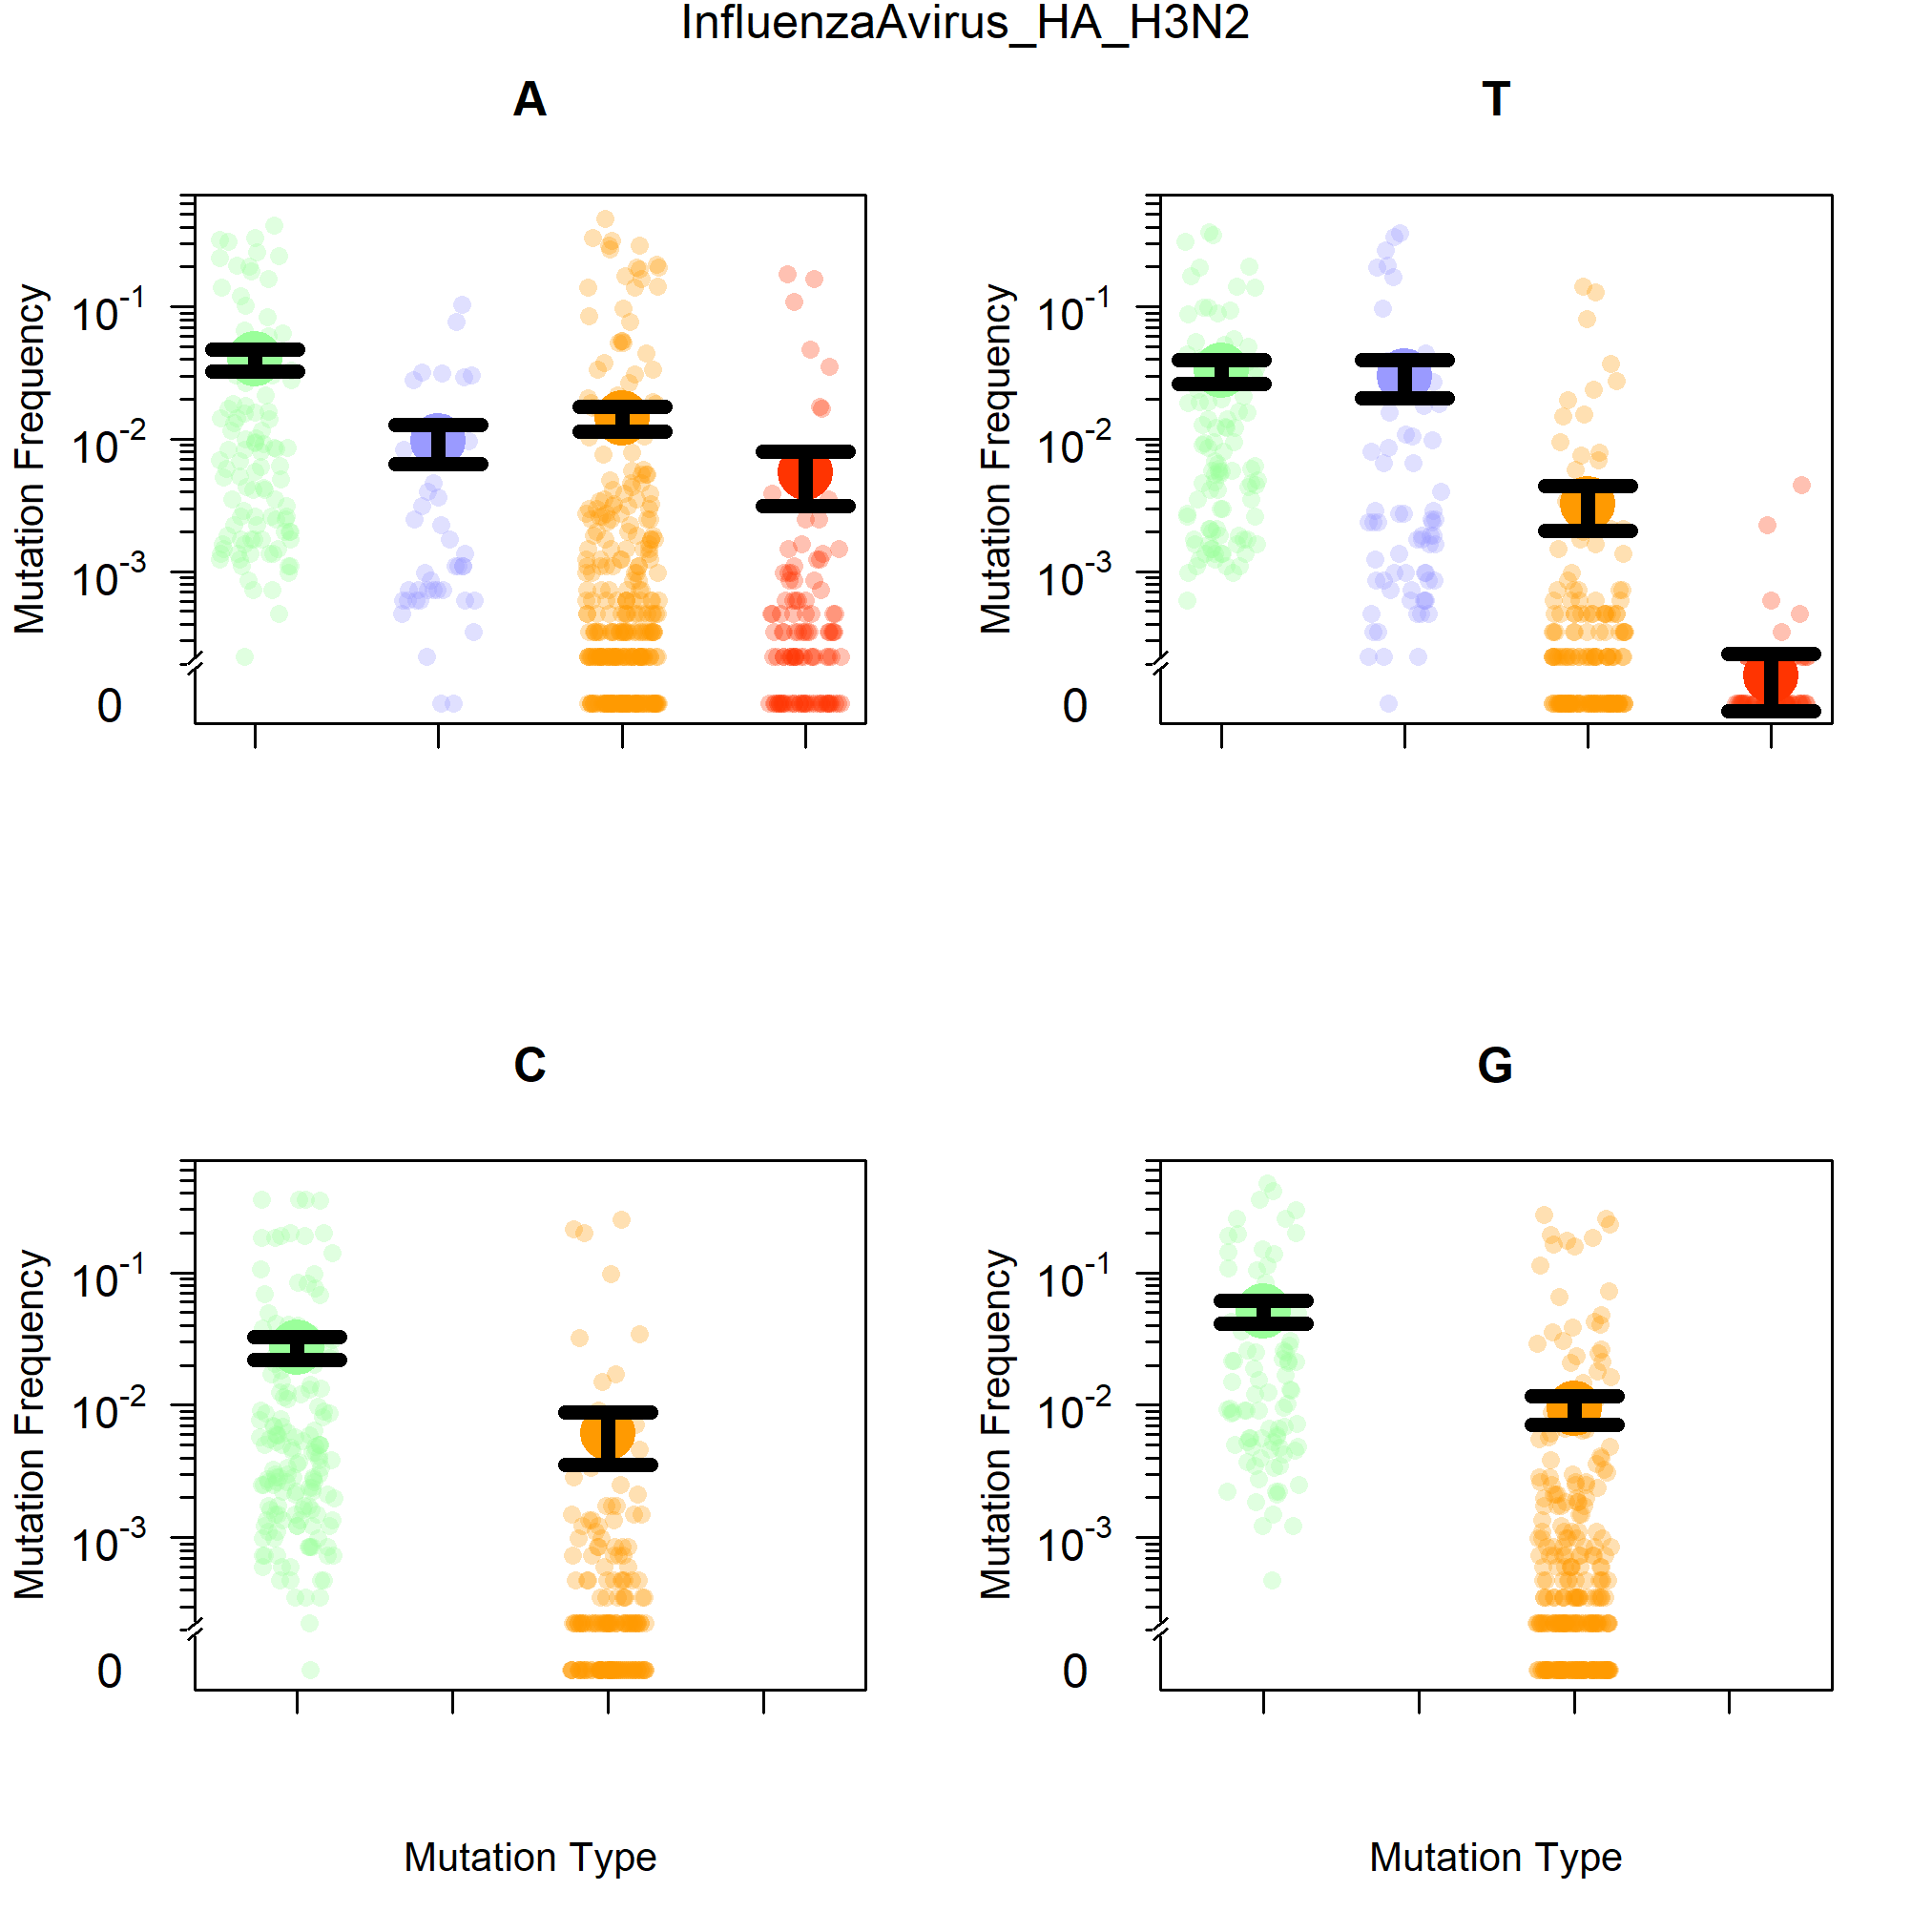 InfluenzaAvirus_HA_H3N2
A
T
Mutation Frequency
10-1
10-2
10-3
0
Mutation Frequency
10-1
10-2
10-3
0
C
G
Mutation Frequency
10-1
10-2
10-3
0
Mutation Frequency
10-1
10-2
10-3
0
Mutation Type
Mutation Type